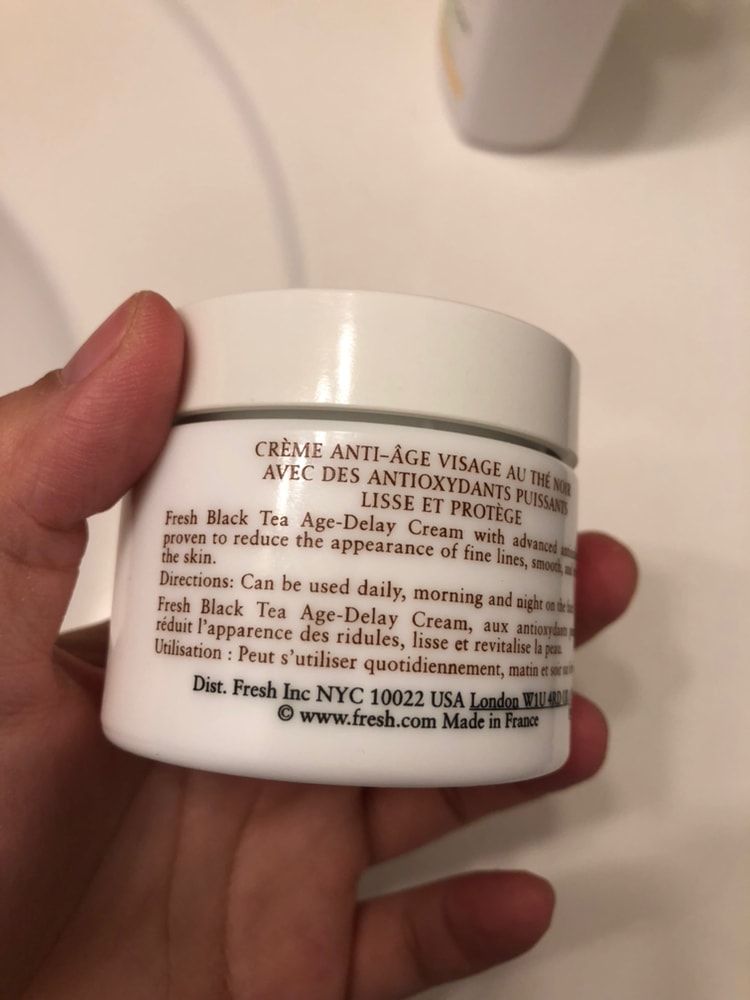 CRÈME ANTI-ÂGE VISAGE AU THÉ NOIR
AVEC DES ANTIOXYDANTS PUISSANTS
LISSE ET PROTÈGE
Fresh Black Tea Age-Delay Cream with advanced
proven to reduce the appearance of fine lines, smooth, and
the skin.
Directions: Can be used daily, morning and night on the
Fresh Black Tea Age-Delay Cream, aux antioxydants
réduit l'apparence des ridules, lisse et revitalise la peau.
Utilisation : Peut s'utiliser quotidiennement, matin et soir
Dist. Fresh Inc NYC 10022 USA London W1U 4RD
© www.fresh.com Made in France